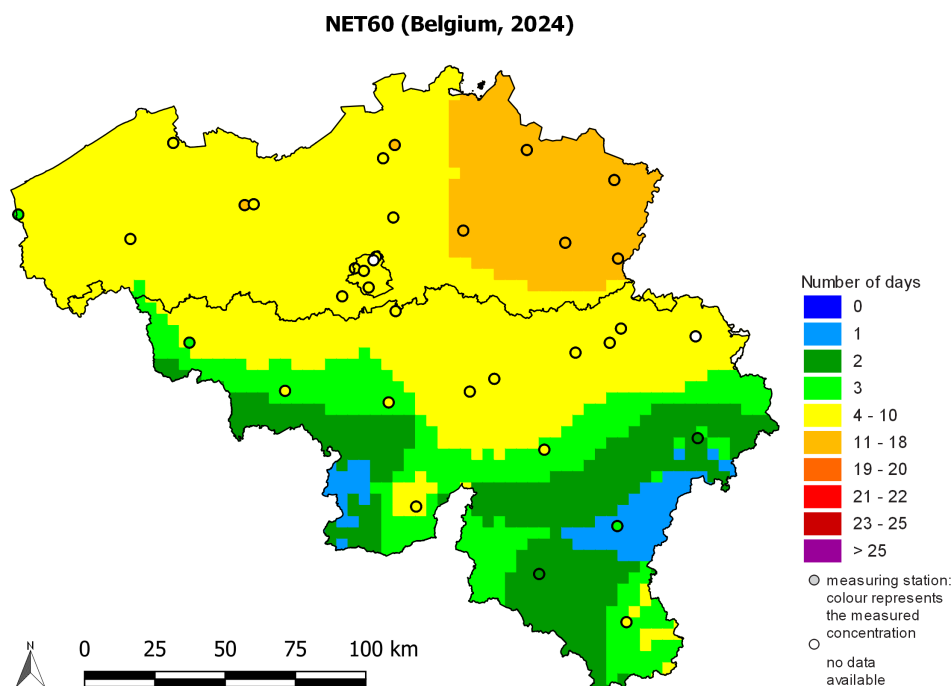 NET60 (Belgium, 2024)
Number of days
0
1
2
3
4 - 10
11 - 18
19 - 20
21 - 22
23 - 25
> 25
measuring station:
colour represents
the measured
concentration
no data
available
N
0 25 50 75 100 km